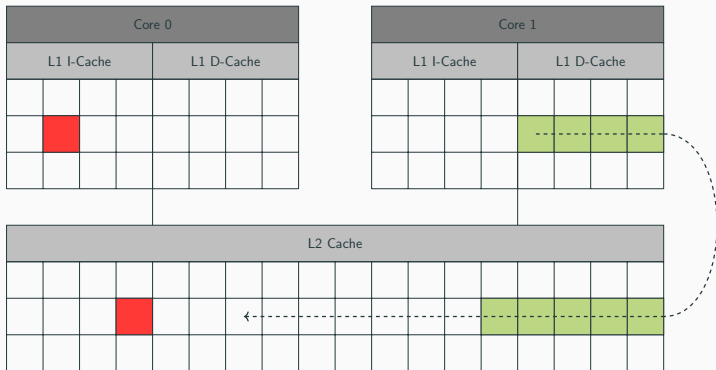 Core 0
Core 1
L1 I-Cache
L1 D-Cache
L1 I-Cache
L1 D-Cache
L2 Cache